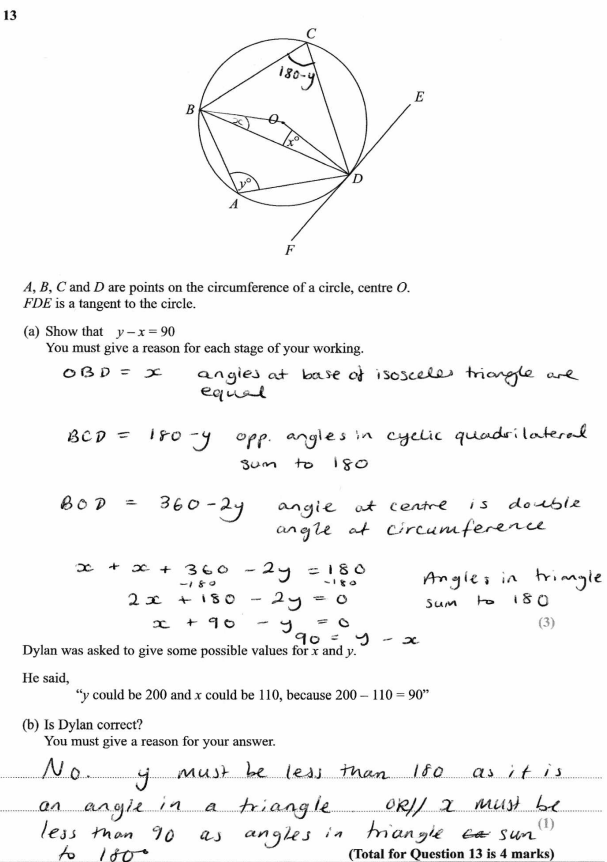 13
C
180-y
E
B
x
O
x°
D
y°
A
F
A, B, C and D are points on the circumference of a circle, centre O.
FDE is a tangent to the circle.
(a) Show that y – x = 90
You must give a reason for each stage of your working.
OBD = x angles at base of isosceles triangle are
equal
BCD = 180-y opp. angles in cyclic quadrilateral
sum to 180
BOD = 360-2y angle at centre is double
angle at circumference
x + x + 360 - 2y = 180 Angles in triangle
-180 -180
2x + 180 - 2y = 0 sum to 180
x + 90 - y = 0 (3)
90 = y - x
Dylan was asked to give some possible values for x and y.
He said,
“y could be 200 and x could be 110, because 200 – 110 = 90”
(b) Is Dylan correct?
You must give a reason for your answer.
No. y must be less than 180 as it is
an angle in a triangle OR// x must be
less than 90 as angles in triangle sum (1)
to 180°
(Total for Question 13 is 4 marks)